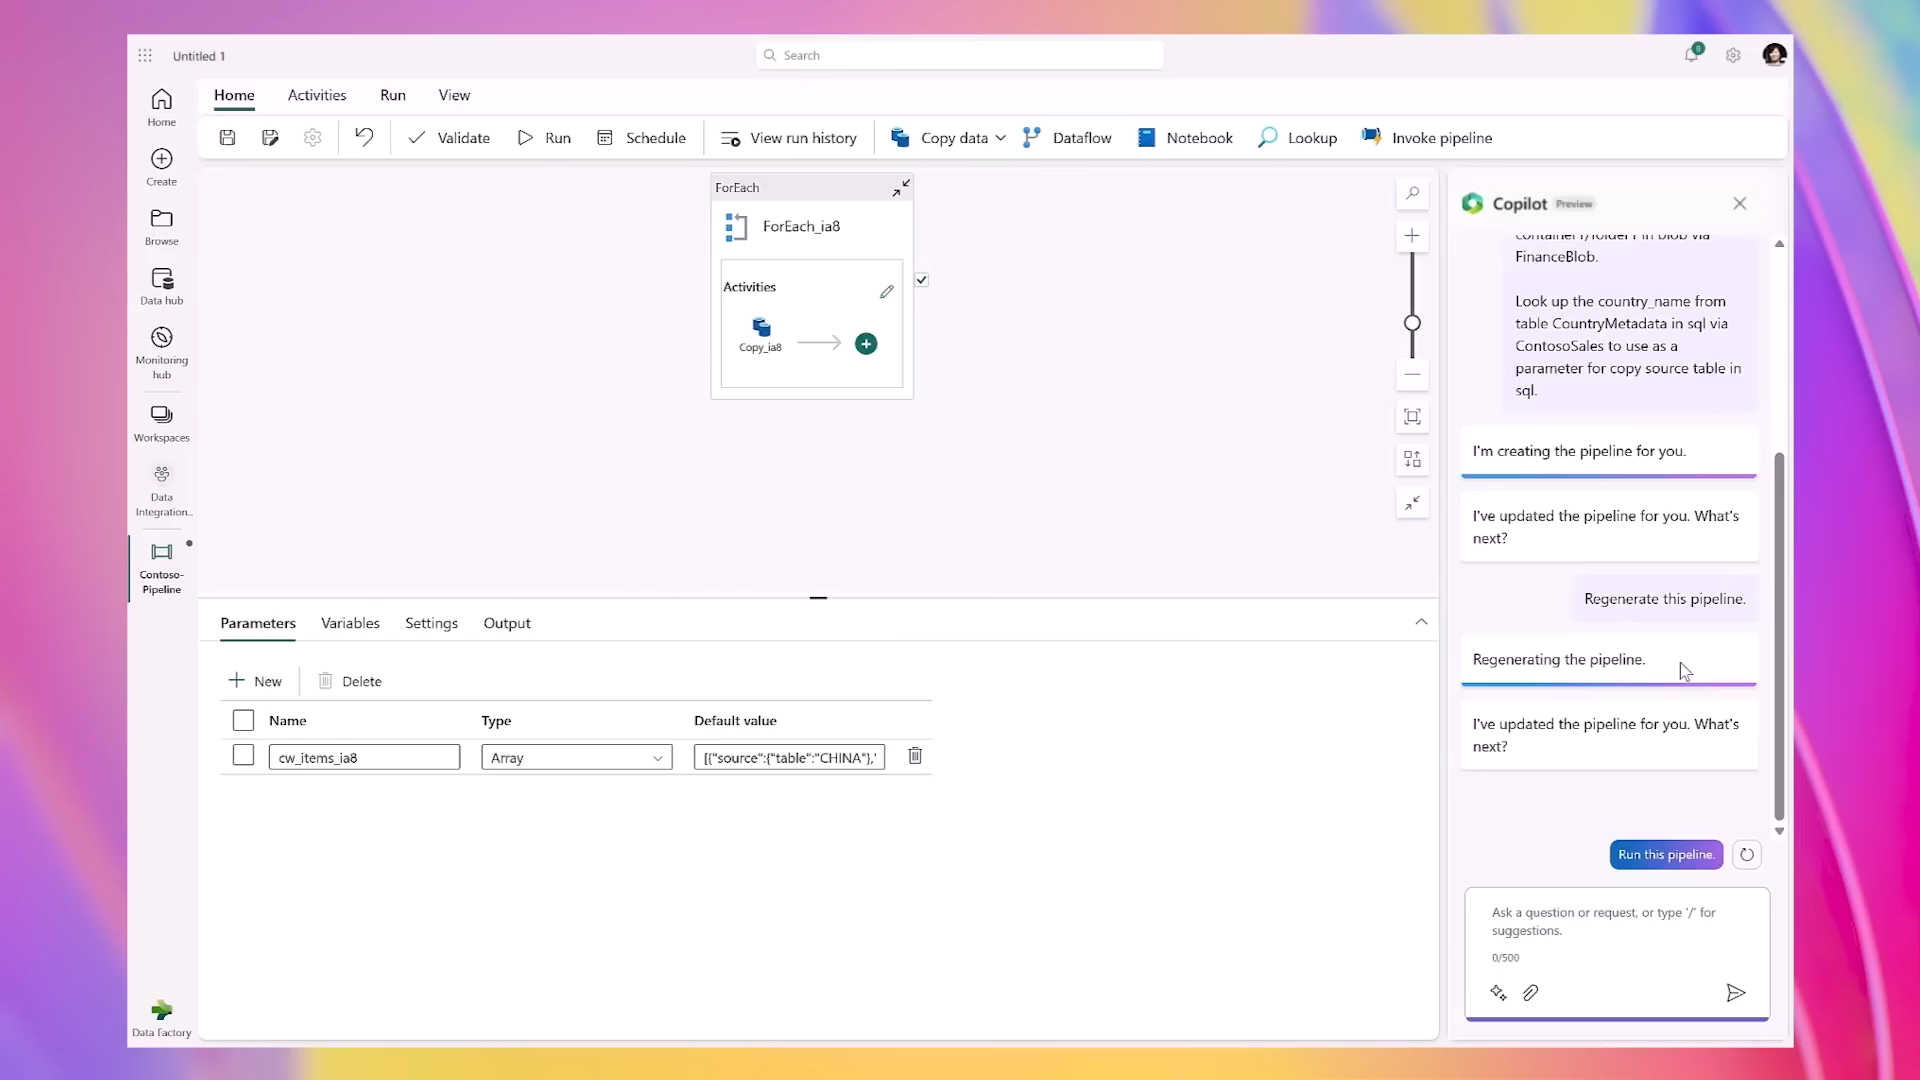 Untitled 1
Search
8
Home
Activities
Run
View
Validate
Run
Schedule
View run history
Copy data
Dataflow
Notebook
Lookup
Invoke pipeline
Home
Create
Browse
Data hub
Monitoring
hub
Workspaces
Data
Integration..
Contoso-
Pipeline
Data Factory
ForEach
ForEach_ia8
Activities
Copy_ia8
Parameters
Variables
Settings
Output
New
Delete
Name
Type
Default value
cw_items_ia8
Array
[{"source":{"table":"CHINA"},'
Copilot
Preview
container1/folder1 in blob via
FinanceBlob.
Look up the country_name from
table CountryMetadata in sql via
ContosoSales to use as a
parameter for copy source table in
sql.
I'm creating the pipeline for you.
I've updated the pipeline for you. What's
next?
Regenerate this pipeline.
Regenerating the pipeline.
I've updated the pipeline for you. What's
next?
Run this pipeline.
Ask a question or request, or type '/' for
suggestions.
0/500